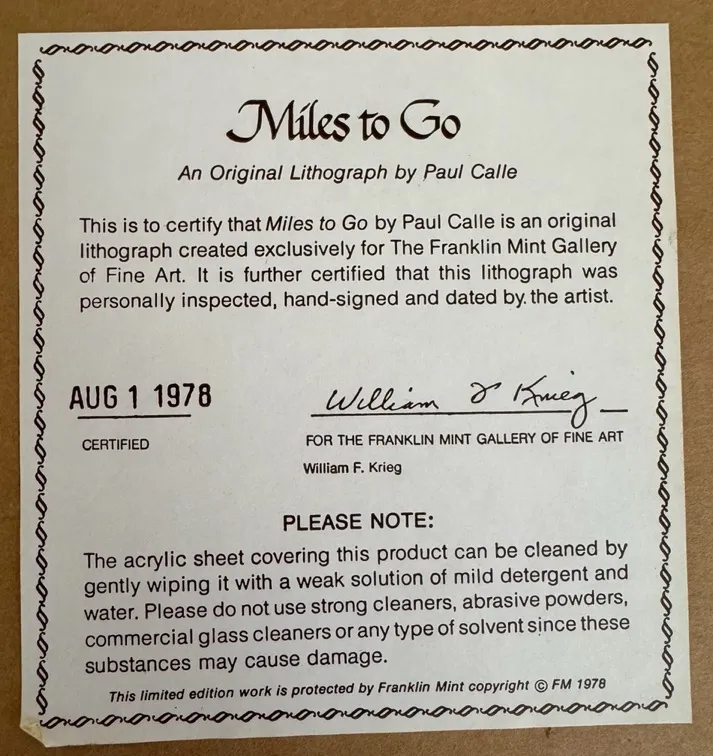 Miles to Go
An Original Lithograph by Paul Calle
This is to certify that Miles to Go by Paul Calle is an original
lithograph created exclusively for The Franklin Mint Gallery
of Fine Art. It is further certified that this lithograph was
personally inspected, hand-signed and dated by the artist.
AUG 1 1978
William F Krieg
CERTIFIED
FOR THE FRANKLIN MINT GALLERY OF FINE ART
William F. Krieg
PLEASE NOTE:
The acrylic sheet covering this product can be cleaned by
gently wiping it with a weak solution of mild detergent and
water. Please do not use strong cleaners, abrasive powders,
commercial glass cleaners or any type of solvent since these
substances may cause damage.
This limited edition work is protected by Franklin Mint copyright © FM 1978